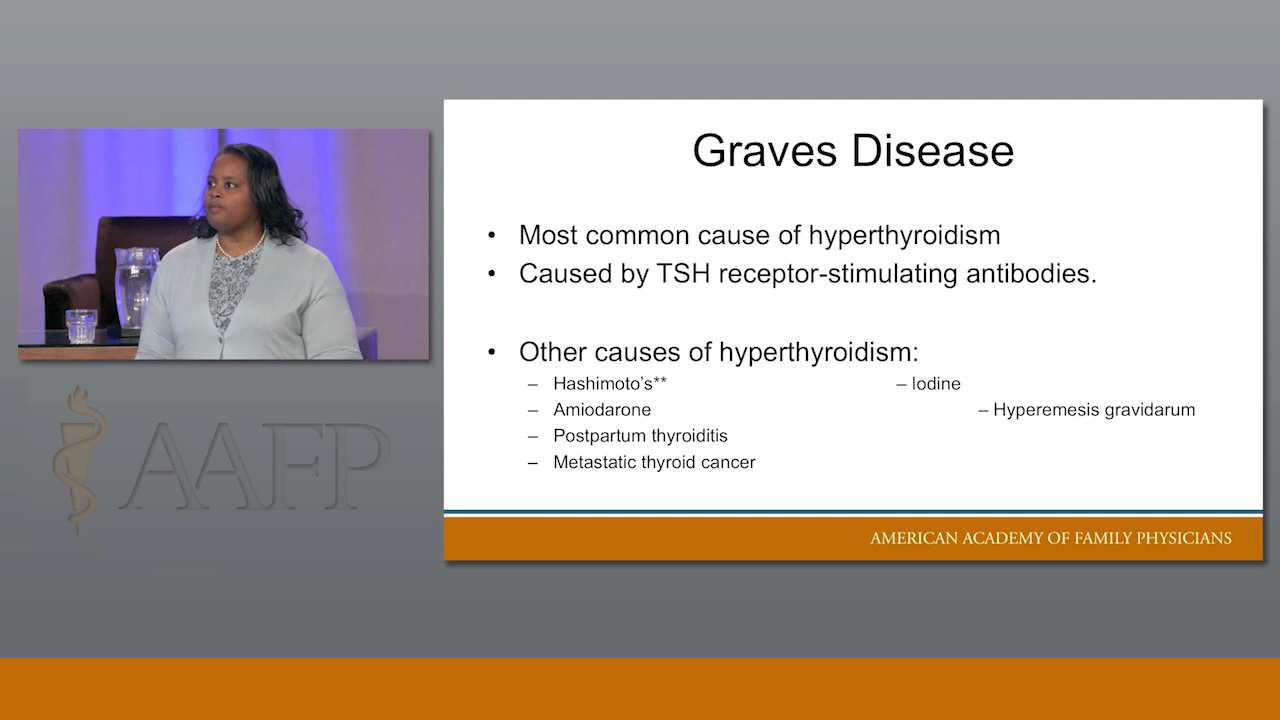 Graves Disease
• Most common cause of hyperthyroidism
• Caused by TSH receptor-stimulating antibodies.
• Other causes of hyperthyroidism:
– Hashimoto's** – Iodine
– Amiodarone – Hyperemesis gravidarum
– Postpartum thyroiditis
– Metastatic thyroid cancer
AMERICAN ACADEMY OF FAMILY PHYSICIANS
AAFP